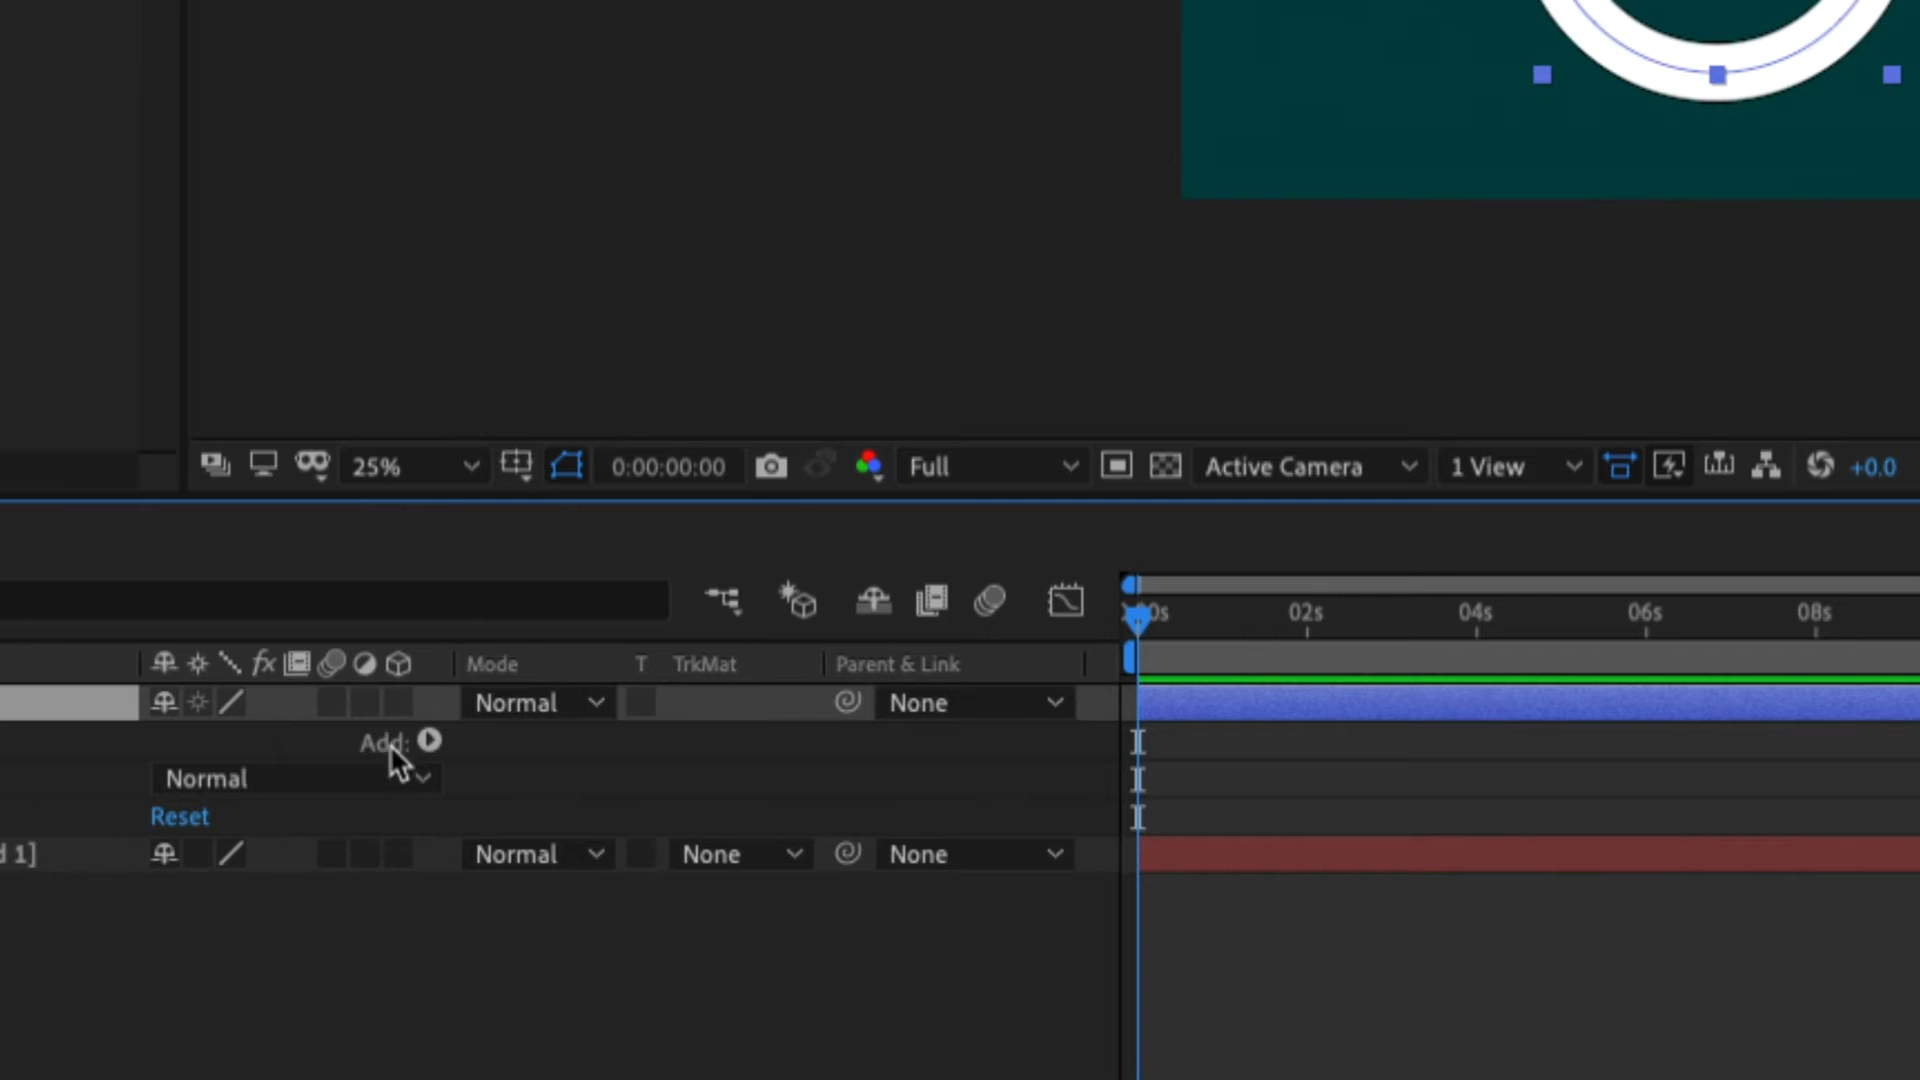 25% 0:00:00:00 Full Active Camera 1 View +0.0
02s 04s 06s 08s
fx Mode T TrkMat Parent & Link
Normal None
Add:
Normal
Reset
d 1] Normal None None